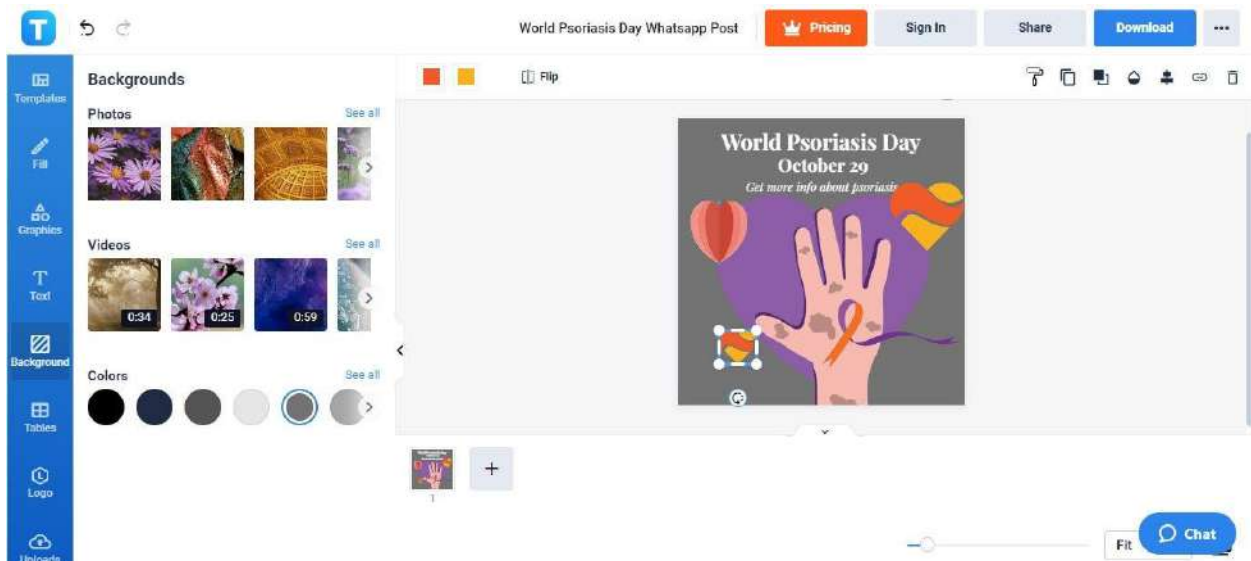 T
World Psoriasis Day Whatsapp Post
Pricing
Sign In
Share
Download
Templates
Fill
Graphics
T
Text
Background
Tables
L
Logo
Uploads
Backgrounds
Photos
See all
Videos
See all
0:34
0:25
0:59
Colors
See all
Flip
World Psoriasis Day
October 29
Get more info about psoriasis
1
Fit
Chat